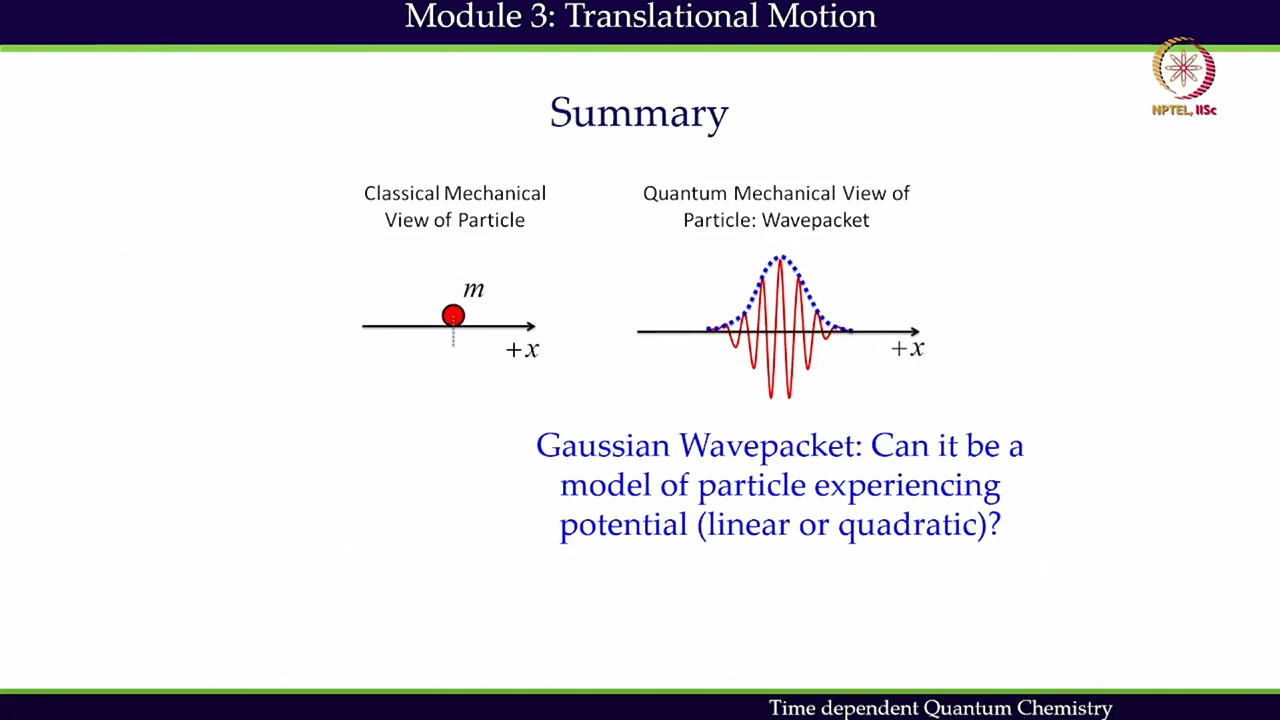 Module 3: Translational Motion
NPTEL, IISc
Summary
Classical Mechanical
View of Particle
Quantum Mechanical View of
Particle: Wavepacket
m
+x
+x
Gaussian Wavepacket: Can it be a
model of particle experiencing
potential (linear or quadratic)?
Time dependent Quantum Chemistry